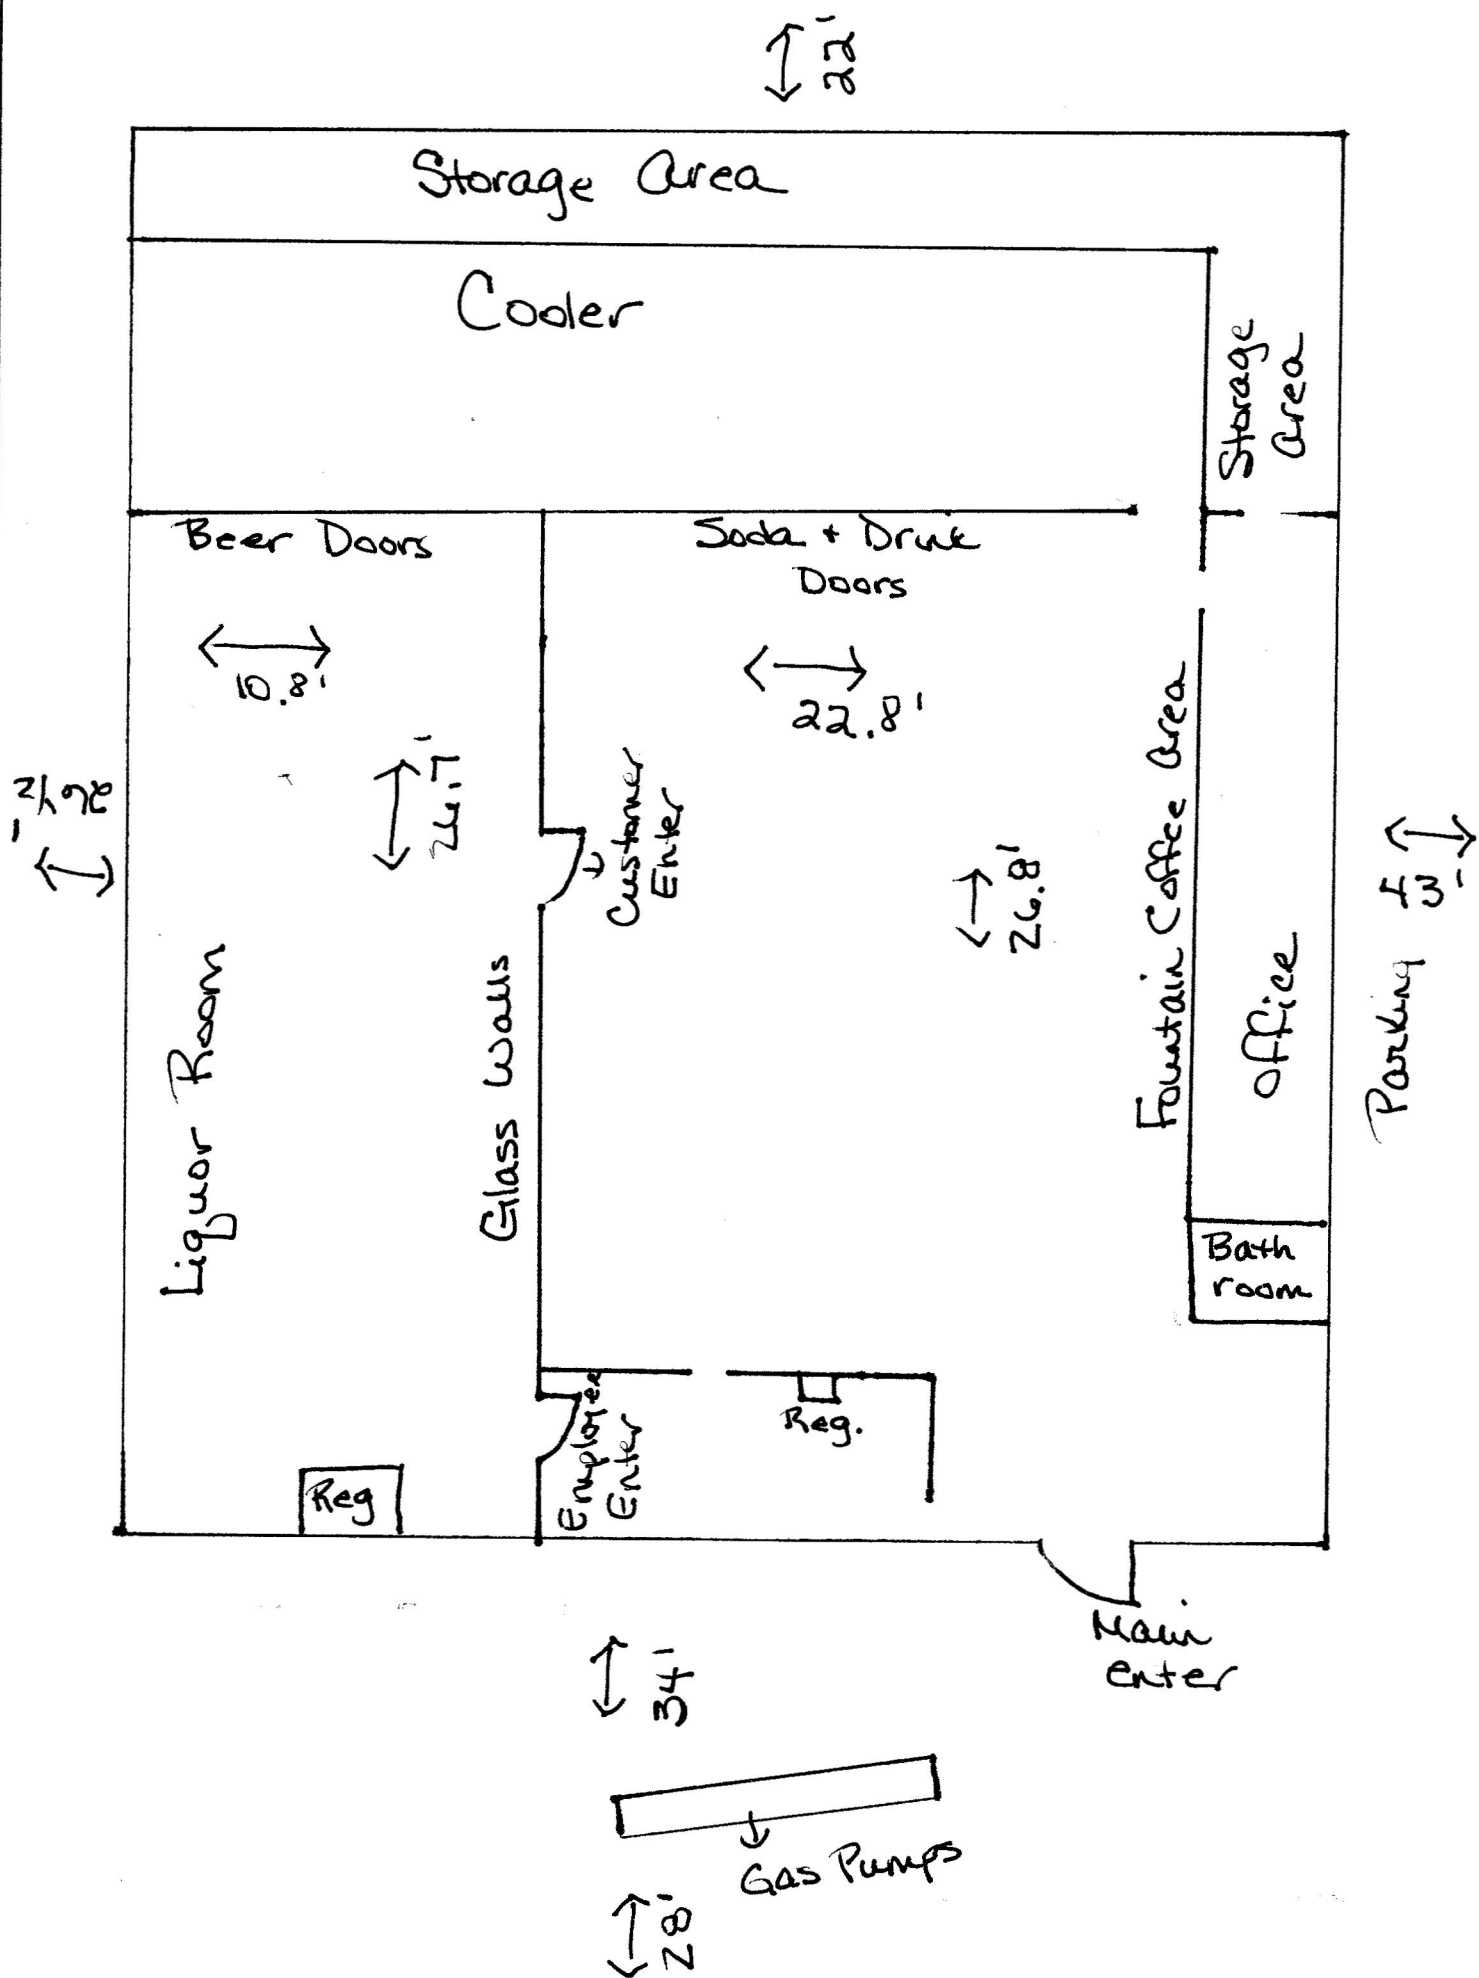 22'
Storage Area
Cooler
Storage
Area
Beer Doors
Soda + Drink
Doors
10.8'
22.8'
26 1/2'
Customer
Enter
26.8'
Fountain Coffee Area
Office
Parking 43'
Liquor Room
Glass Walls
Bath
room
Employee
Enter
Reg.
Reg
Main
enter
34'
Gas Pumps
28'